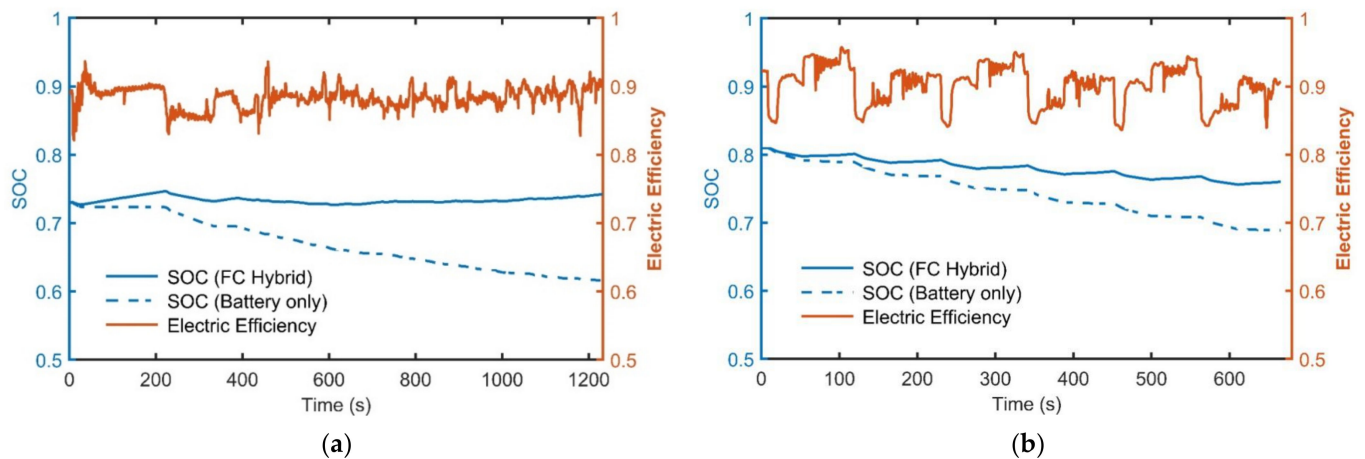 1
0.9
0.8
0.7
0.6
0.5
SOC
1
0.9
0.8
0.7
0.6
0.5
Electric Efficiency
SOC (FC Hybrid)
SOC (Battery only)
Electric Efficiency
0 200 400 600 800 1000 1200
Time (s)
(a)
1
0.9
0.8
0.7
0.6
0.5
SOC
1
0.9
0.8
0.7
0.6
0.5
Electric Efficiency
SOC (FC Hybrid)
SOC (Battery only)
Electric Efficiency
0 100 200 300 400 500 600
Time (s)
(b)